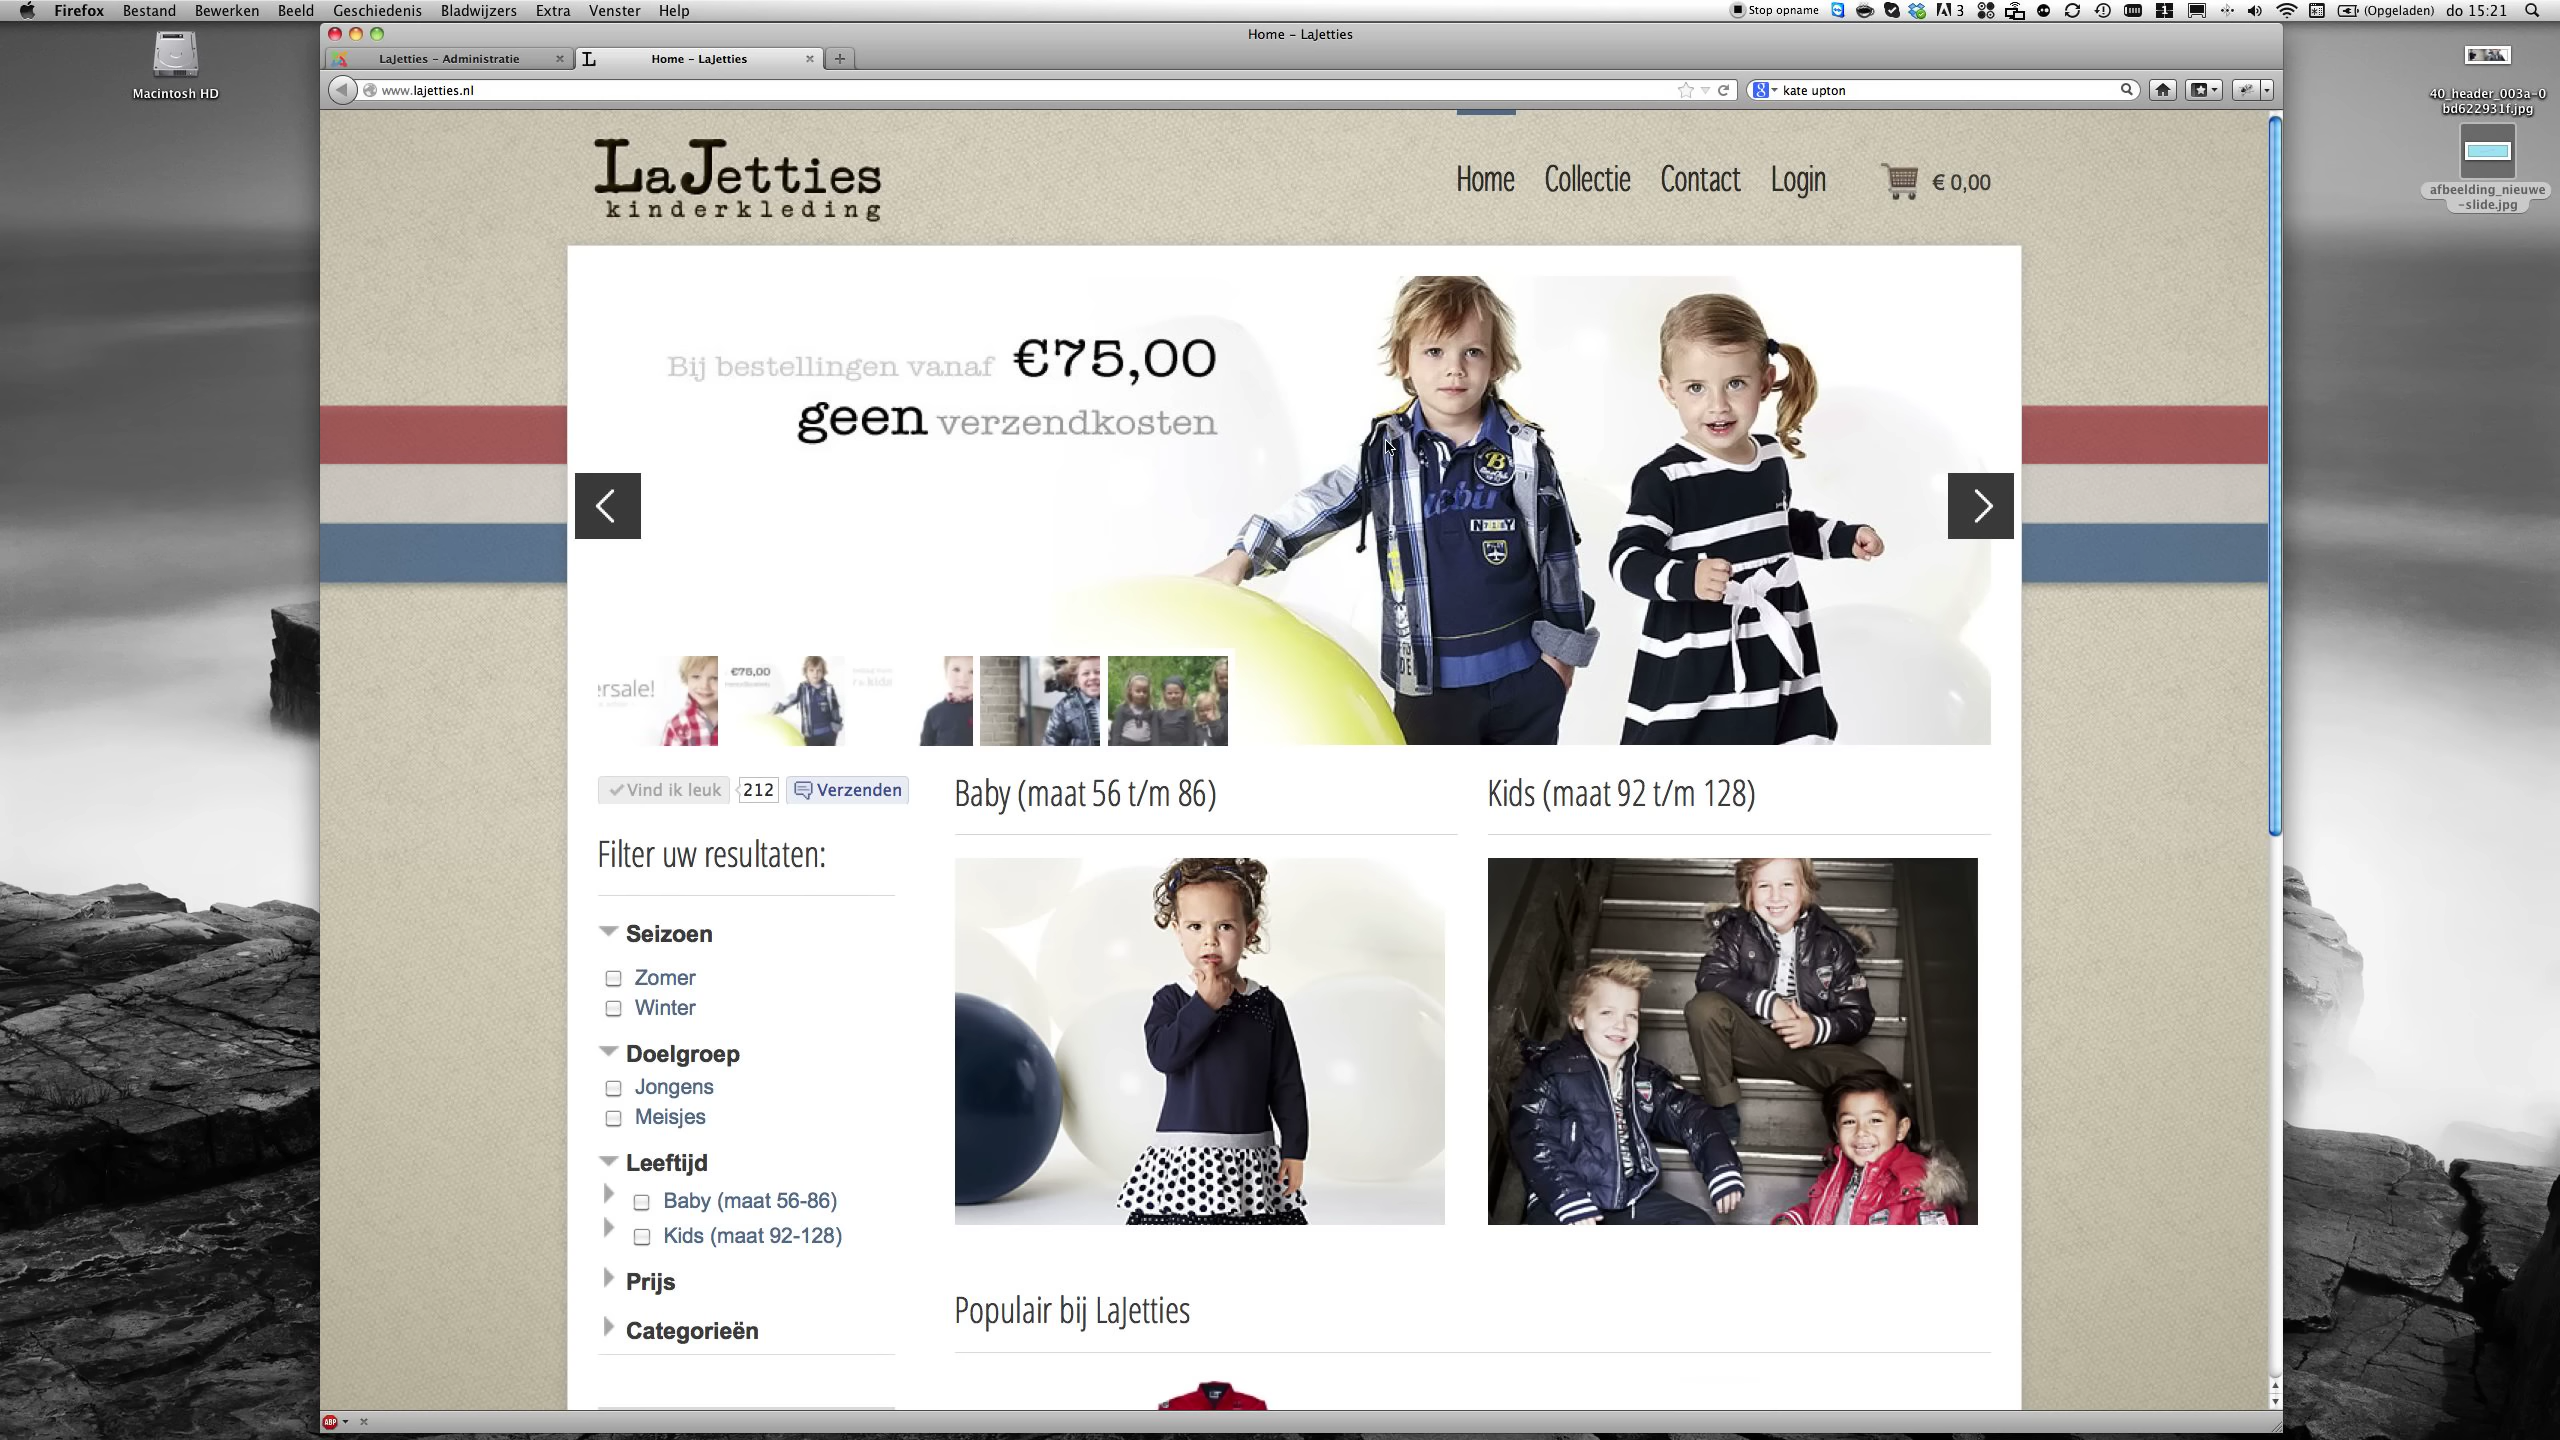 Firefox Bestand Bewerken Beeld Geschiedenis Bladwijzers Extra Venster Help
Stop opname 3 (Opgeladen) do 15:21
Macintosh HD
40_header_003a-0
bd622931f.jpg
afbeelding_nieuwe
-slide.jpg
Home – LaJetties
LaJetties – Administratie
Home – LaJetties
www.lajetties.nl
kate upton
LaJetties
kinderkleding
Home Collectie Contact Login € 0,00
Bij bestellingen vanaf €75,00
geen verzendkosten
B
N Y
ersale!
€75,00
Vind ik leuk 212 Verzenden
Baby (maat 56 t/m 86)
Kids (maat 92 t/m 128)
Filter uw resultaten:
Seizoen
Zomer
Winter
Doelgroep
Jongens
Meisjes
Leeftijd
Baby (maat 56-86)
Kids (maat 92-128)
Prijs
Categorieën
Populair bij LaJetties
ABP